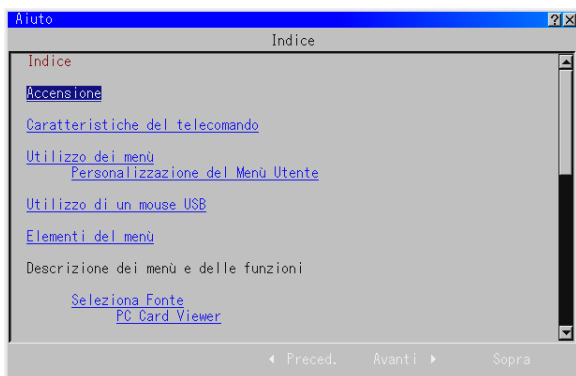 Aiuto
Indice
Indice
Accensione
Caratteristiche del telecomando
Utilizzo dei menù
Personalizzazione del Menù Utente
Utilizzo di un mouse USB
Elementi del menù
Descrizione dei menù e delle funzioni
Seleziona Fonte
PC Card Viewer
Preced. Avanti Sopra